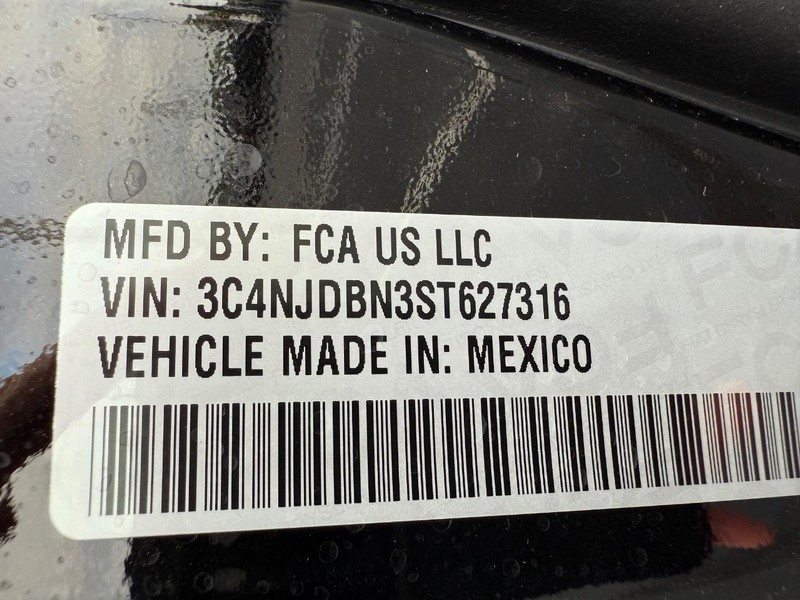 MFD BY: FCA US LLC
VIN: 3C4NJDBN3ST627316
VEHICLE MADE IN: MEXICO